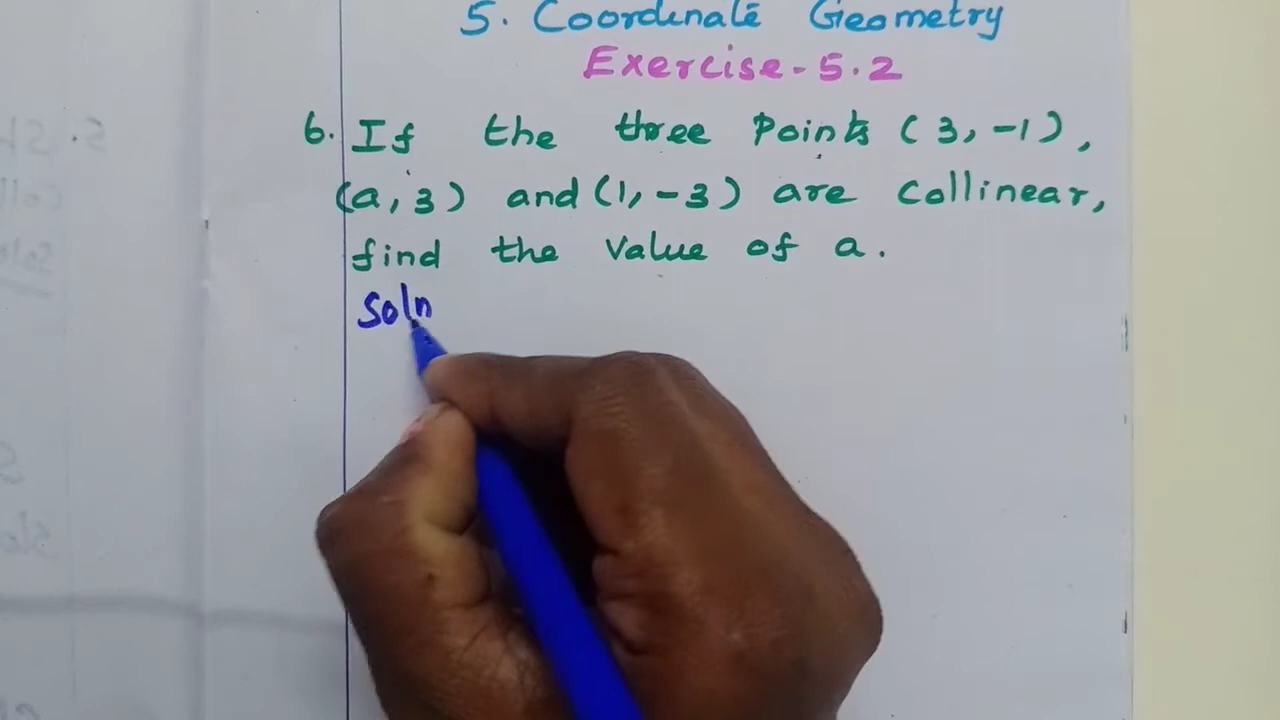 5. Coordinate Geometry
Exercise-5.2
6. If the three Points (3,-1),
(a,3) and (1,-3) are collinear,
find the value of a.
Soln